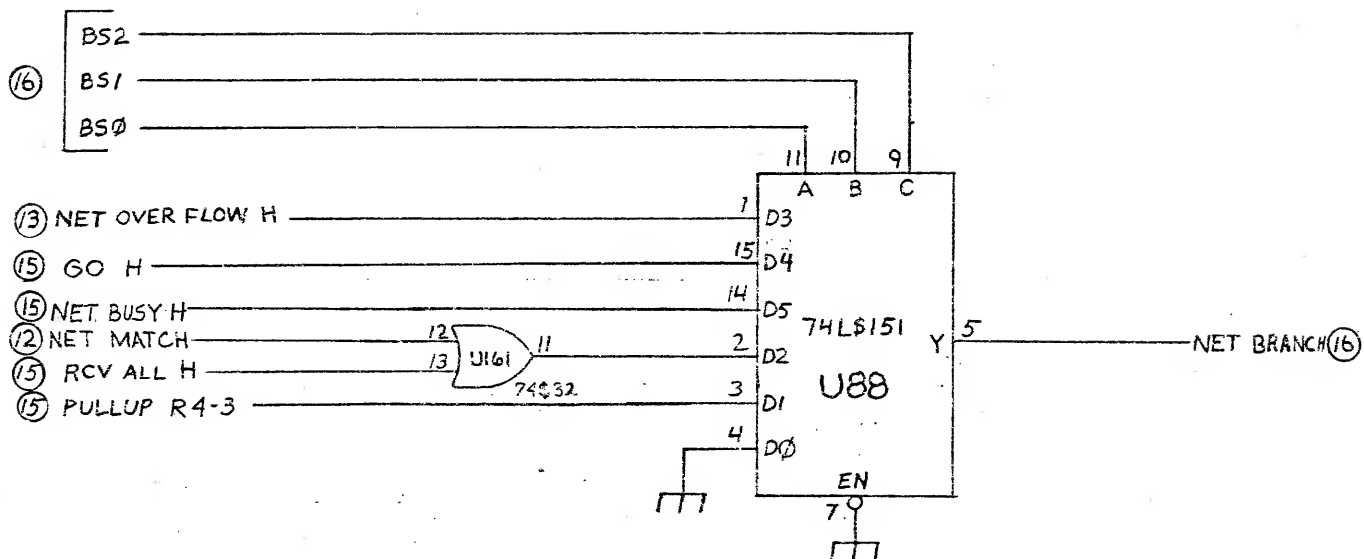 BS2
16 BS1
BSØ
11 10 9
A B C
13 NET OVER FLOW H 1 D3
15 GO H 15 D4
15 NET BUSY H 14 D5
12 NET MATCH 12
15 RCV ALL H 13
U161 11
74S32
2 D2
15 PULLUP R4-3 3 D1
4 DØ
74LS151
U88
Y 5 NET BRANCH 16
EN
7